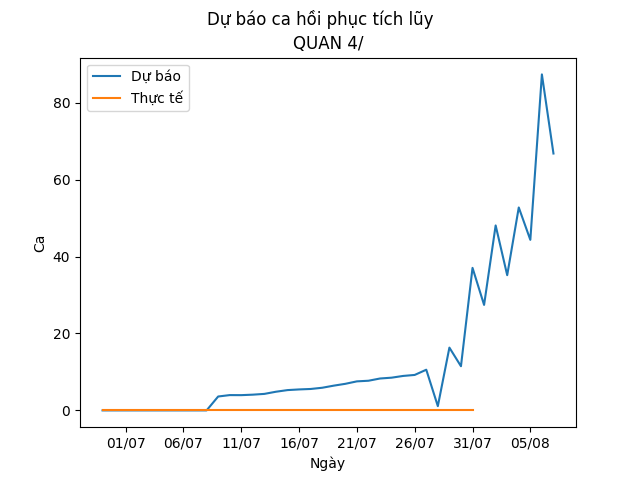 Dự báo ca hồi phục tích lũy
QUAN 4/
Dự báo
Thực tế
80
60
40
20
0
Ca
01/07 06/07 11/07 16/07 21/07 26/07 31/07 05/08
Ngày